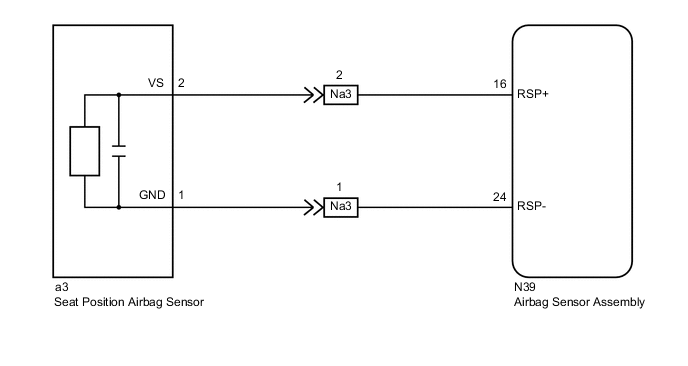 VS 2
2
Na3
16 RSP+
GND 1
1
Na3
24 RSP-
a3
Seat Position Airbag Sensor
N39
Airbag Sensor Assembly